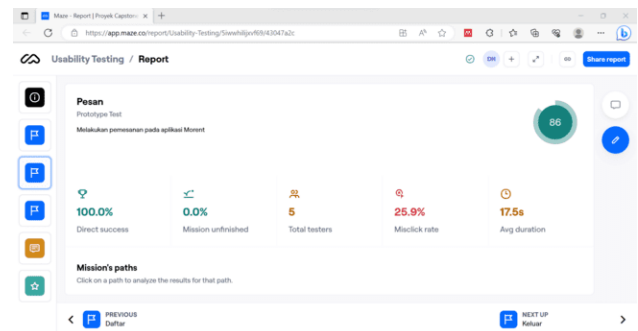 Maze - Report | Proyek Capstone
https://app.maze.co/report/Usability-Testing/5iwwhilijxvf69/43047a2c
Usability Testing / Report
DH
Share report
Pesan
Prototype Test
Melakukan pemesanan pada aplikasi Morent
86
100.0%
0.0%
5
25.9%
17.5s
Direct success
Mission unfinished
Total testers
Misclick rate
Avg duration
Mission's paths
Click on a path to analyze the results for that path.
PREVIOUS
Daftar
NEXT UP
Keluar